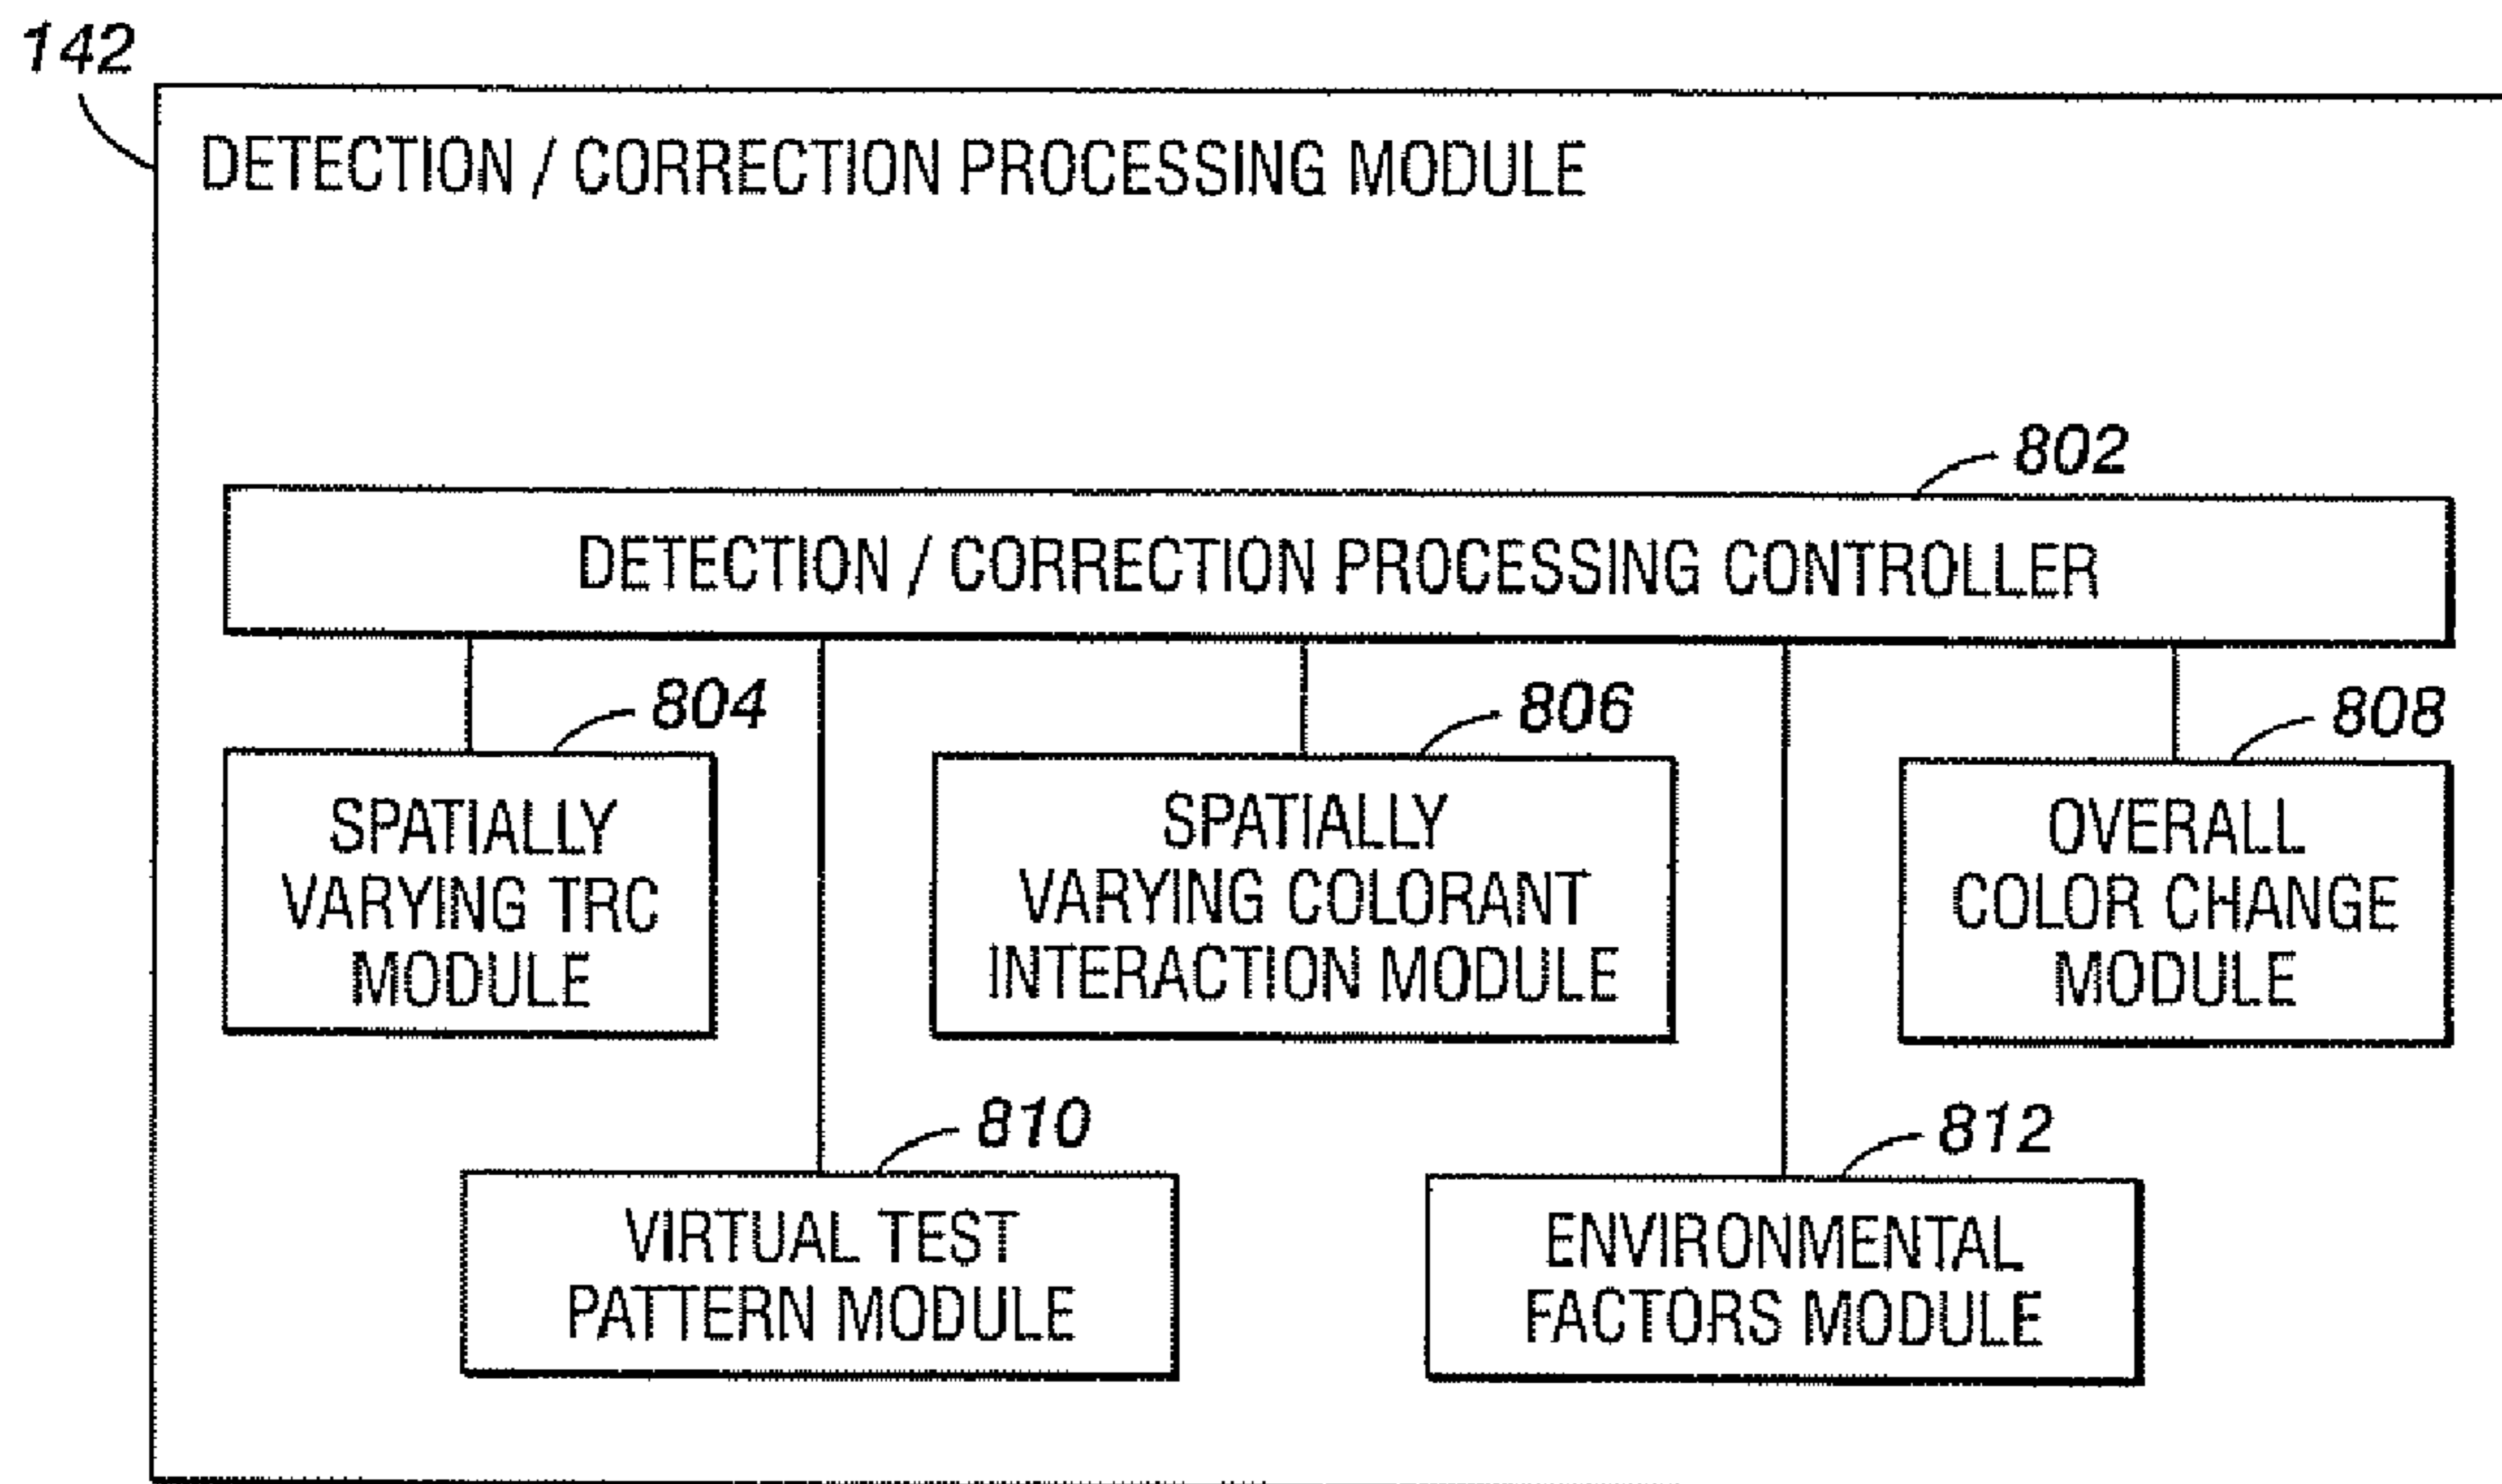 142
DETECTION / CORRECTION PROCESSING MODULE
802
DETECTION / CORRECTION PROCESSING CONTROLLER
804
SPATIALLY
VARYING TRC
MODULE
806
SPATIALLY
VARYING COLORANT
INTERACTION MODULE
808
OVERALL
COLOR CHANGE
MODULE
810
VIRTUAL TEST
PATTERN MODULE
812
ENVIRONMENTAL
FACTORS MODULE